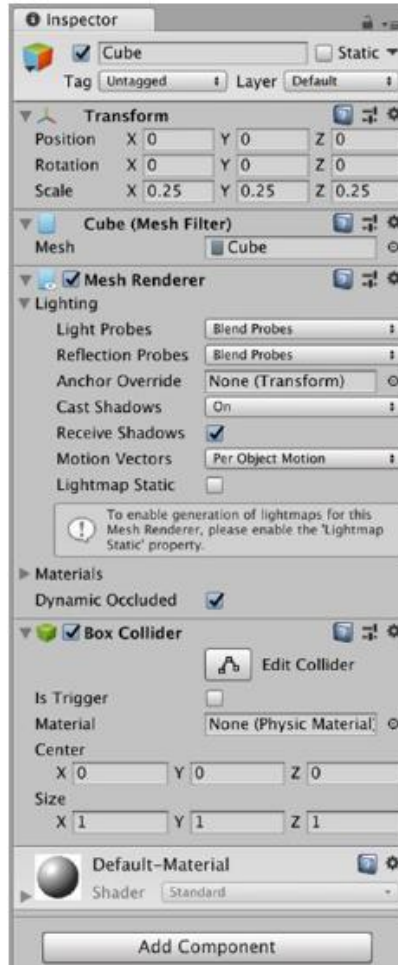 Inspector
Cube Static
Tag Untagged Layer Default
Transform
Position X 0 Y 0 Z 0
Rotation X 0 Y 0 Z 0
Scale X 0.25 Y 0.25 Z 0.25
Cube (Mesh Filter)
Mesh Cube
Mesh Renderer
Lighting
Light Probes Blend Probes
Reflection Probes Blend Probes
Anchor Override None (Transform)
Cast Shadows On
Receive Shadows
Motion Vectors Per Object Motion
Lightmap Static
To enable generation of lightmaps for this
Mesh Renderer, please enable the 'Lightmap
Static' property.
Materials
Dynamic Occluded
Box Collider
Edit Collider
Is Trigger
Material None (Physic Material)
Center
X 0 Y 0 Z 0
Size
X 1 Y 1 Z 1
Default-Material
Shader Standard
Add Component